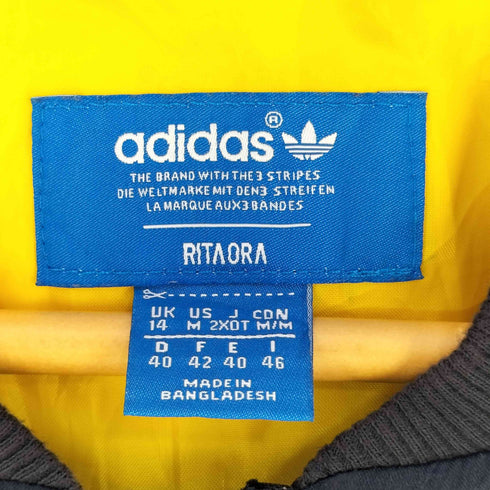 adidas®
THE BRAND WITH THE 3 STRIPES
DIE WELTMARKE MIT DEN 3 STREIFEN
LA MARQUE AUX 3 BANDES
RITA ORA
UK US J CDN
14 M 2XOT M/M
D F E I
40 42 40 46
MADE IN
BANGLADESH